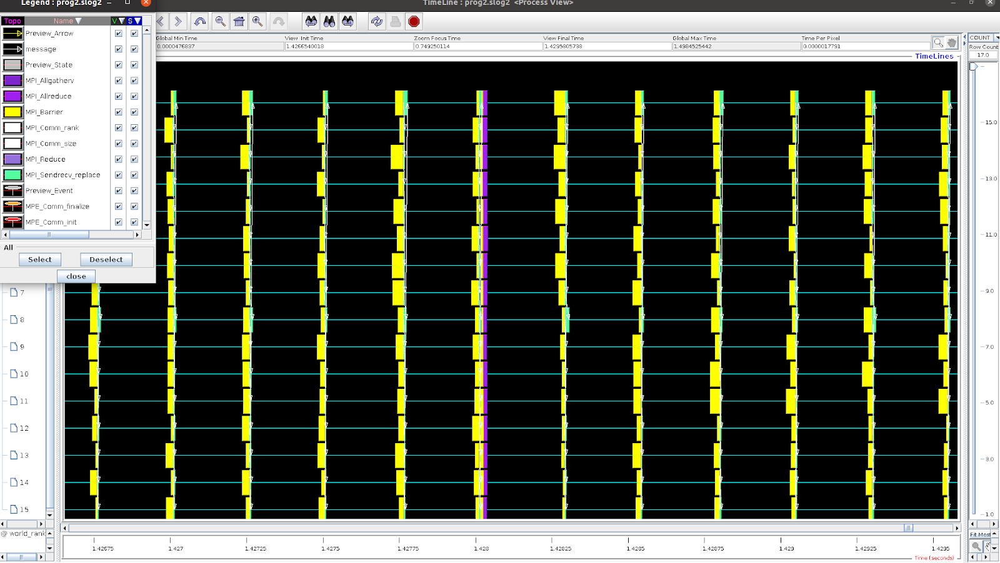 Legend : prog2.slog2
TimeLine : prog2.slog2 <Process View>
Topo Name V S
Preview_Arrow
message
Preview_State
MPI_Allgatherv
MPI_Allreduce
MPI_Barrier
MPI_Comm_rank
MPI_Comm_size
MPI_Reduce
MPI_Sendrecv_replace
Preview_Event
MPE_Comm_finalize
MPE_Comm_init
All
Select Deselect
close
Global Min Time View Init Time Zoom Focus Time View Final Time Global Max Time Time Per Pixel
0.0000476837 1.4266540018 0.749250114 1.4295805738 1.4984525442 0.0000017791
TimeLines
COUNT
Row Count
17.0
15.0
13.0
11.0
9.0
7.0
5.0
3.0
1.0
Fit Mos
7
8
9
10
11
12
13
14
15
@ world_rank
1.42675 1.427 1.42725 1.4275 1.42775 1.428 1.42825 1.4285 1.42875 1.429 1.42925 1.4295
Time (seconds)